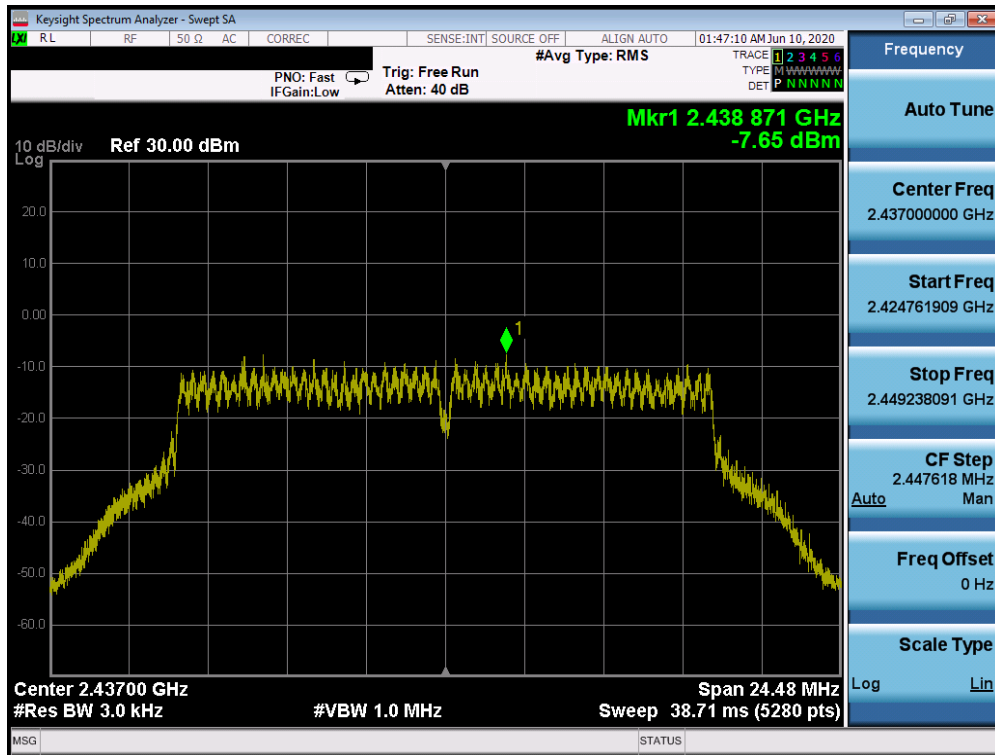 Keysight Spectrum Analyzer - Swept SA
LXI RL RF 50 Ω AC CORREC SENSE:INT SOURCE OFF ALIGN AUTO 01:47:10 AM Jun 10, 2020
#Avg Type: RMS
TRACE 1 2 3 4 5 6
TYPE M WWWWW
DET P N N N N N
PNO: Fast
IFGain:Low
Trig: Free Run
Atten: 40 dB
Mkr1 2.438 871 GHz
-7.65 dBm
10 dB/div
Log
Ref 30.00 dBm
20.0
10.0
0.00
-10.0
-20.0
-30.0
-40.0
-50.0
-60.0
1
Center 2.43700 GHz
Span 24.48 MHz
#Res BW 3.0 kHz
#VBW 1.0 MHz
Sweep 38.71 ms (5280 pts)
MSG
STATUS
Frequency
Auto Tune
Center Freq
2.437000000 GHz
Start Freq
2.424761909 GHz
Stop Freq
2.449238091 GHz
CF Step
2.447618 MHz
Auto Man
Freq Offset
0 Hz
Scale Type
Log Lin